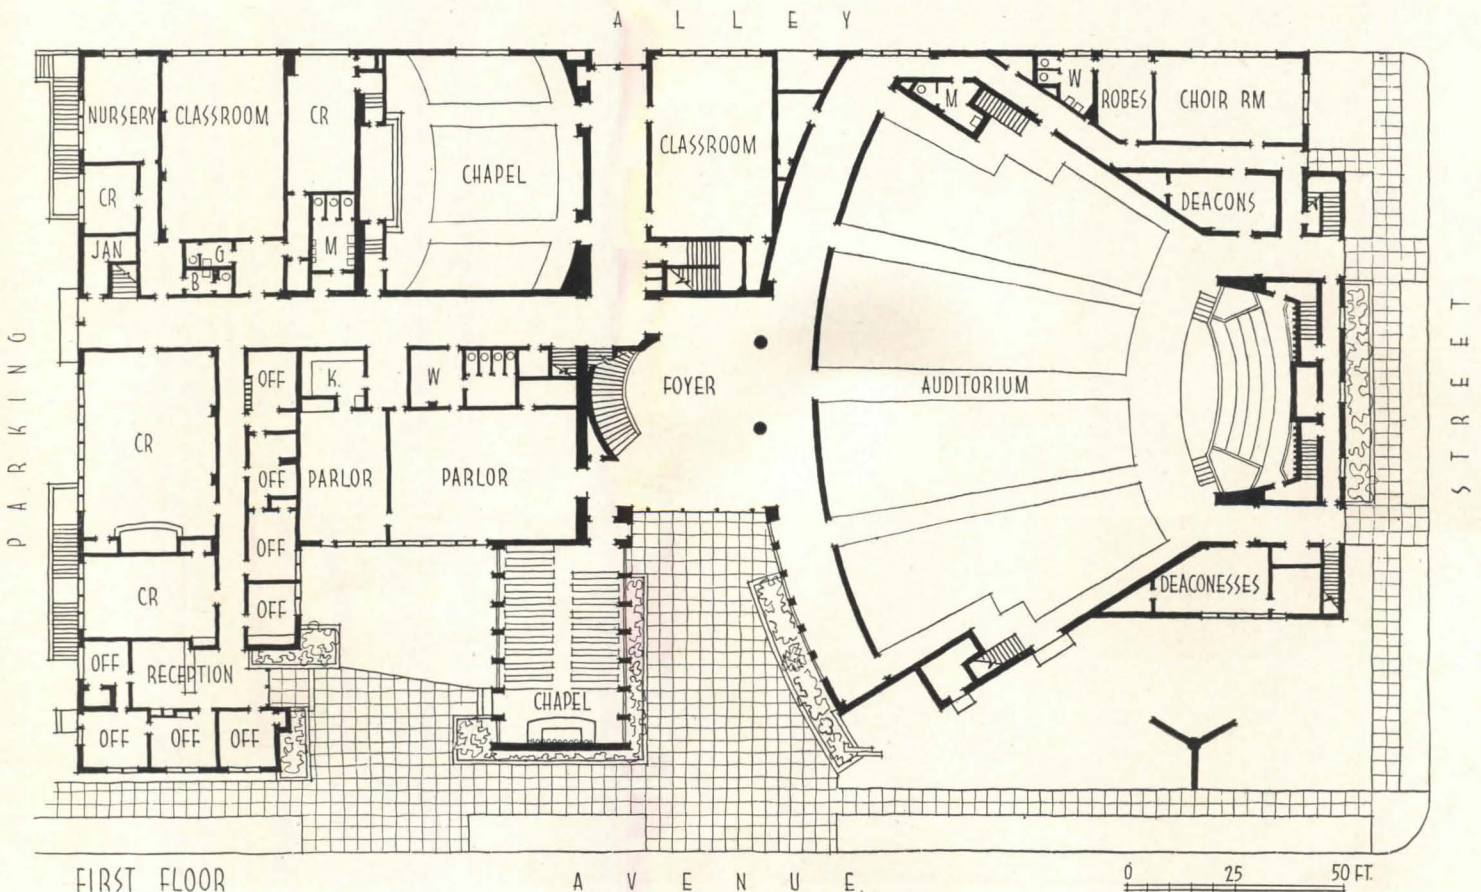 ALLEY
NURSERY
CLASSROOM
CR
CHAPEL
CLASSROOM
M
W
ROBES
CHOIR RM
CR
JAN
G
B
M
DEACONS
PARKING
STREET
OFF
K.
W
FOYER
AUDITORIUM
CR
OFF
PARLOR
PARLOR
OFF
CR
OFF
DEACONESSES
OFF
RECEPTION
CHAPEL
OFF
OFF
OFF
FIRST FLOOR
AVENUE.
0 25 50 FT.